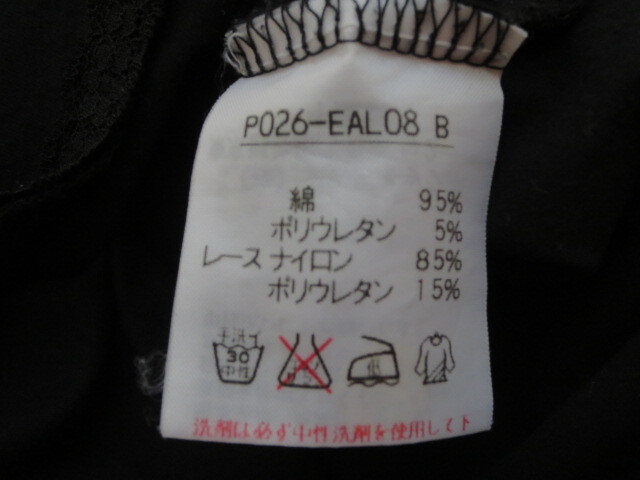 P026-EAL08 B
綿 95%
ポリウレタン 5%
レース ナイロン 85%
ポリウレタン 15%
手洗イ
30
中性
洗剤は必ず中性洗剤を使用して下